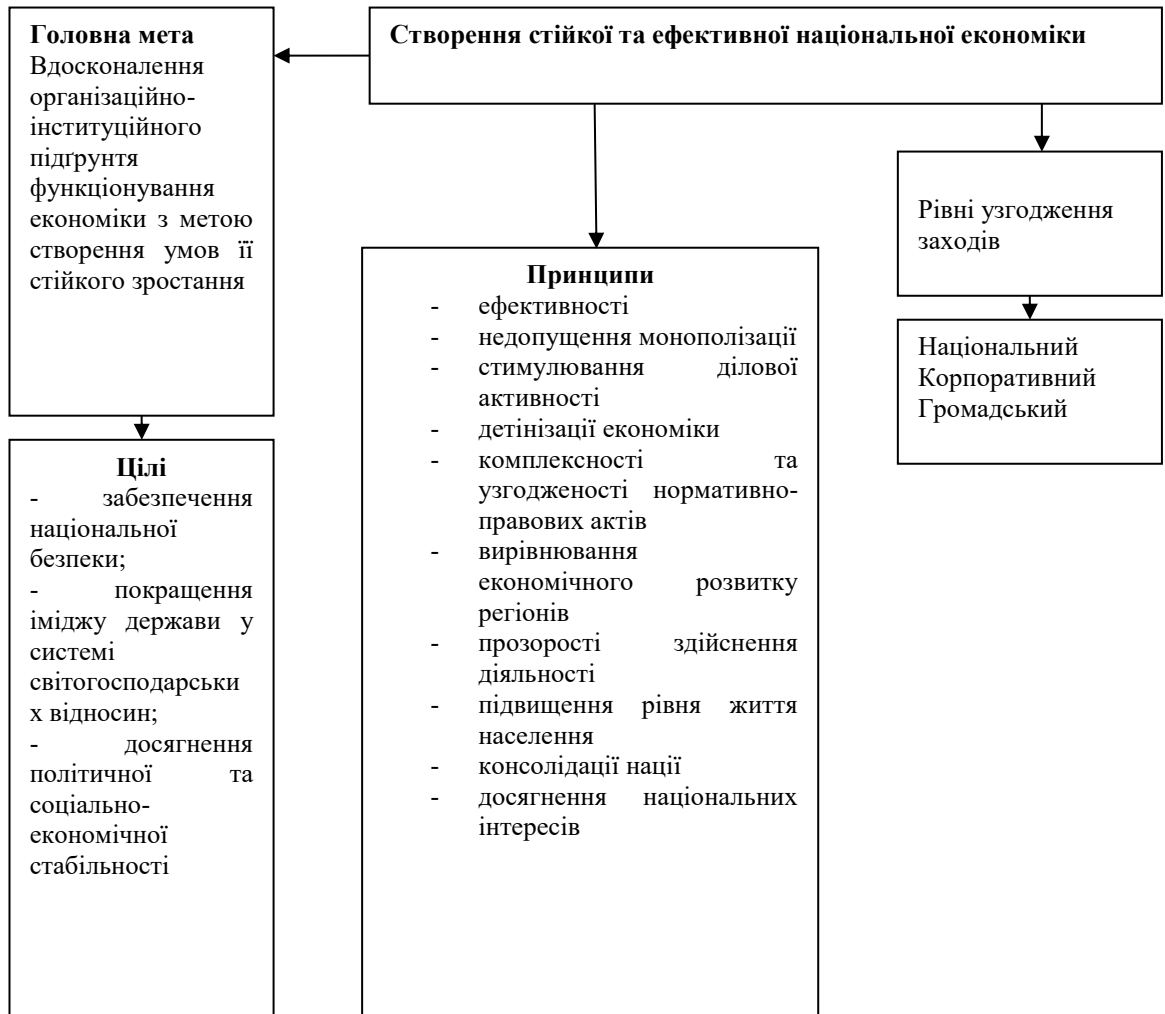 Створення стійкої та ефективної національної економіки
Головна мета
Вдосконалення
організаційно-
інституційного
підґрунтя
функціонування
економіки з метою
створення умов її
стійкого зростання
Цілі
- забезпечення
національної
безпеки;
- покращення
іміджу держави у
системі
світогосподарськи
х відносин;
- досягнення
політичної та
соціально-
економічної
стабільності
Принципи
- ефективності
- недопущення монополізації
- стимулювання ділової
активності
- детінізації економіки
- комплексності та
узгодженості нормативно-
правових актів
- вирівнювання
економічного розвитку
регіонів
- прозорості здійснення
діяльності
- підвищення рівня життя
населення
- консолідації нації
- досягнення національних
інтересів
Рівні узгодження
заходів
Національний
Корпоративний
Громадський